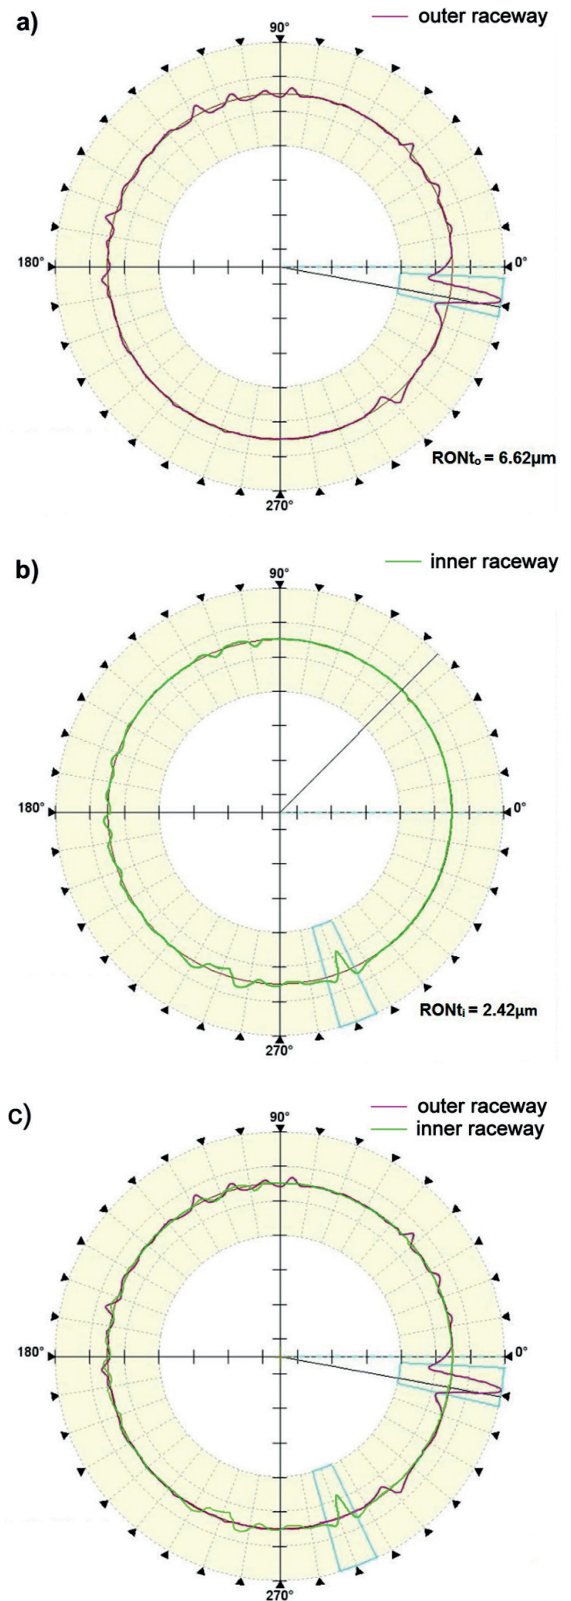 a)
outer raceway
90°
180°
0°
270°
RONtₒ = 6.62µm
b)
inner raceway
90°
180°
0°
270°
RONtᵢ = 2.42µm
c)
outer raceway
inner raceway
90°
180°
0°
270°